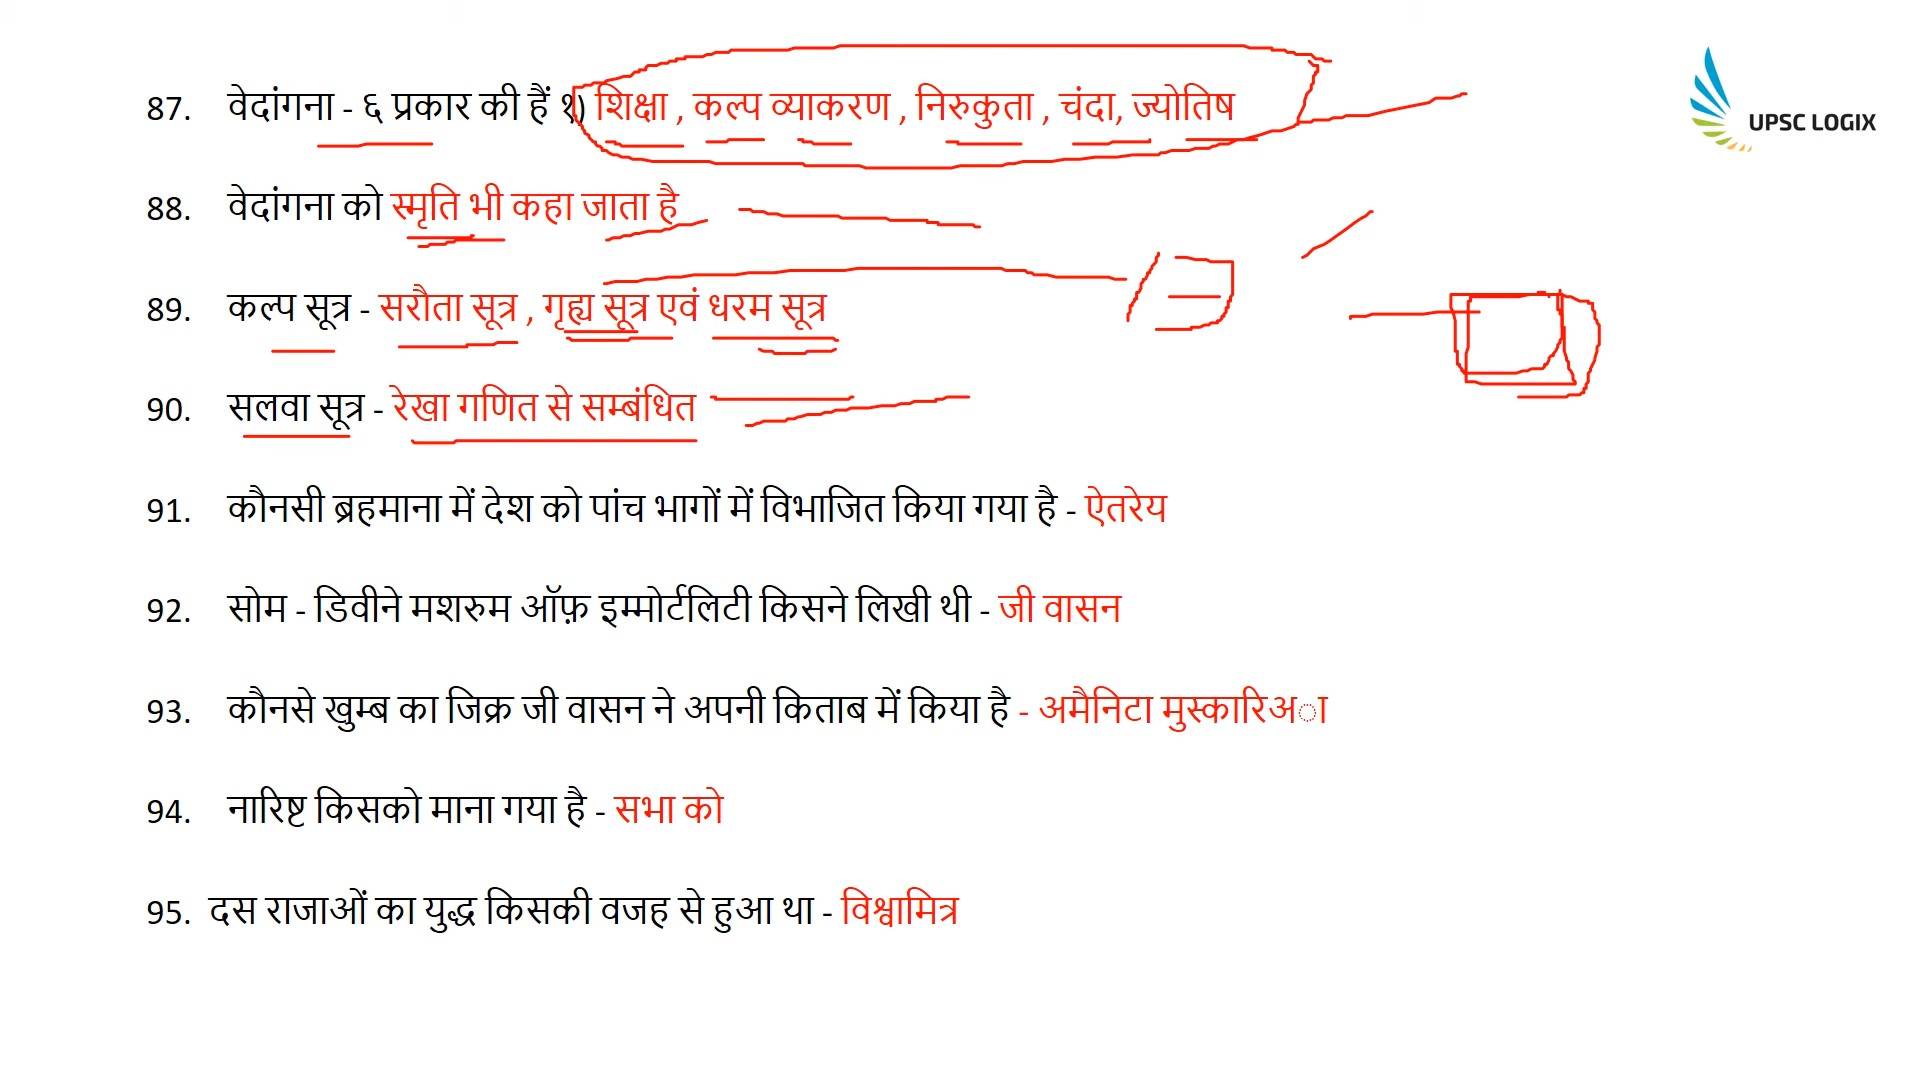 UPSC LOGIX
87. वेदांगना - ६ प्रकार की हैं १) शिक्षा , कल्प व्याकरण , निरुकुता , चंदा, ज्योतिष
88. वेदांगना को स्मृति भी कहा जाता है
89. कल्प सूत्र - सरौता सूत्र , गृह्य सूत्र एवं धरम सूत्र
90. सलवा सूत्र - रेखा गणित से सम्बंधित
91. कौनसी ब्रहमाना में देश को पांच भागों में विभाजित किया गया है - ऐतरेय
92. सोम - डिवीने मशरुम ऑफ़ इम्मोर्टलिटी किसने लिखी थी - जी वासन
93. कौनसे खुम्ब का जिक्र जी वासन ने अपनी किताब में किया है - अमैनिटा मुस्कारिअा
94. नारिष्ट किसको माना गया है - सभा को
95. दस राजाओं का युद्ध किसकी वजह से हुआ था - विश्वामित्र